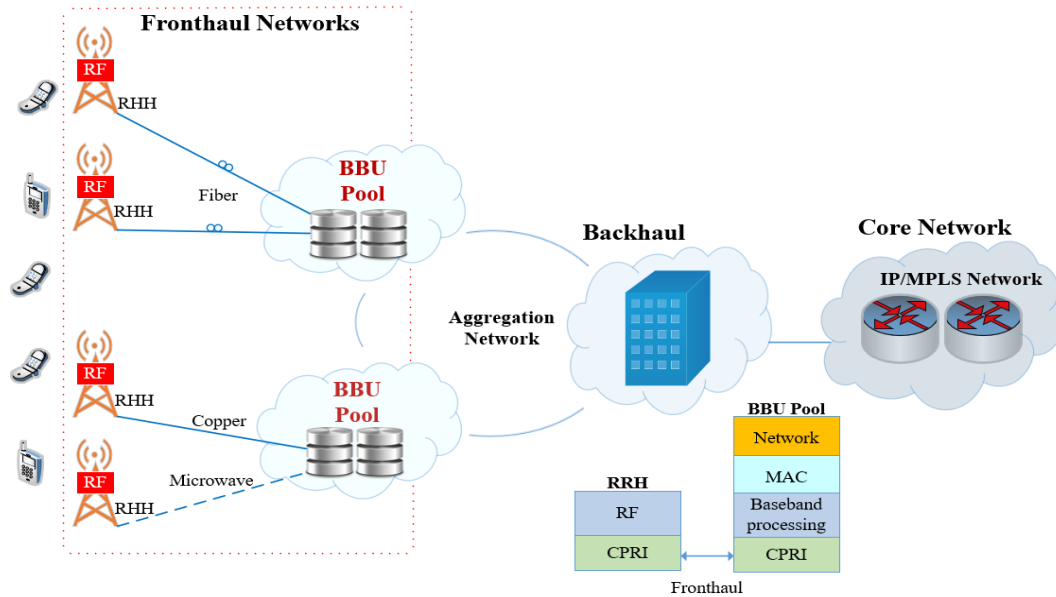 Fronthaul Networks
RF
RHH
RF
RHH
Fiber
BBU
Pool
RF
RHH
Copper
RF
RHH
Microwave
BBU
Pool
Aggregation
Network
Backhaul
Core Network
IP/MPLS Network
RRH
RF
CPRI
BBU Pool
Network
MAC
Baseband
processing
CPRI
Fronthaul